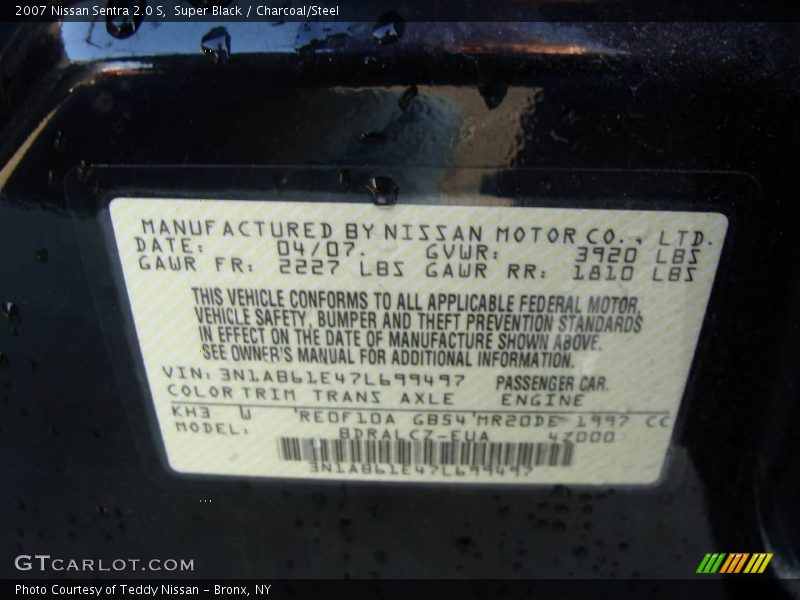 2007 Nissan Sentra 2.0 S, Super Black / Charcoal/Steel
MANUFACTURED BY NISSAN MOTOR CO., LTD.
DATE: 04/07. GVWR: 3920 LBS
GAWR FR: 2227 LBS GAWR RR: 1810 LBS
THIS VEHICLE CONFORMS TO ALL APPLICABLE FEDERAL MOTOR
VEHICLE SAFETY, BUMPER AND THEFT PREVENTION STANDARDS
IN EFFECT ON THE DATE OF MANUFACTURE SHOWN ABOVE.
SEE OWNER'S MANUAL FOR ADDITIONAL INFORMATION.
VIN: 3N1AB61E47L699497 PASSENGER CAR.
COLOR TRIM TRANS AXLE ENGINE
KH3 W 'RE0F10A GB54'MR20DE 1997 CC
MODEL: BDRALCZ-EUA 4Z000
3N1AB61E47L699497
GTCARLOT.COM
Photo Courtesy of Teddy Nissan - Bronx, NY